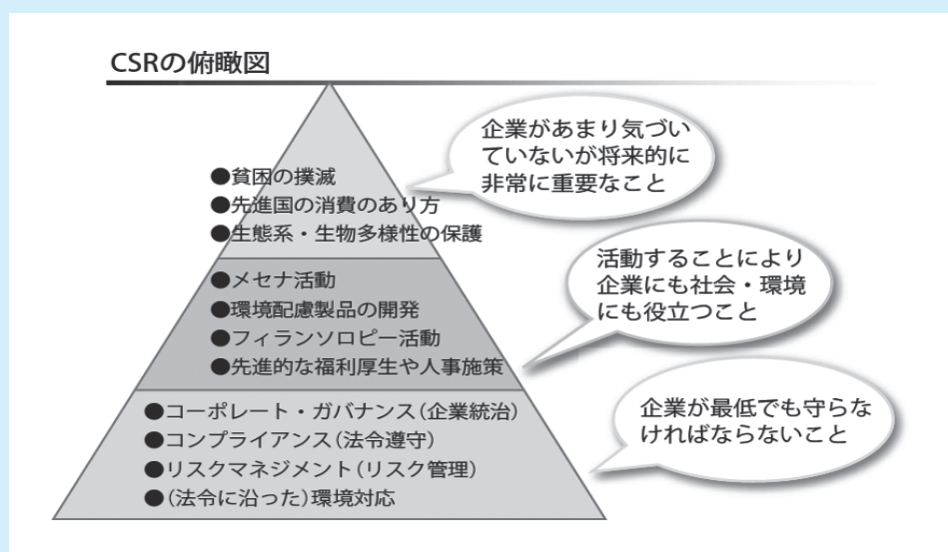 CSRの俯瞰図
●貧困の撲滅
●先進国の消費のあり方
●生態系・生物多様性の保護
企業があまり気づい
ていないが将来的に
非常に重要なこと
●メセナ活動
●環境配慮製品の開発
●フィランソロピー活動
●先進的な福利厚生や人事施策
活動することにより
企業にも社会・環境
にも役立つこと
●コーポレート・ガバナンス(企業統治)
●コンプライアンス(法令遵守)
●リスクマネジメント(リスク管理)
●(法令に沿った)環境対応
企業が最低でも守らな
ければならないこと